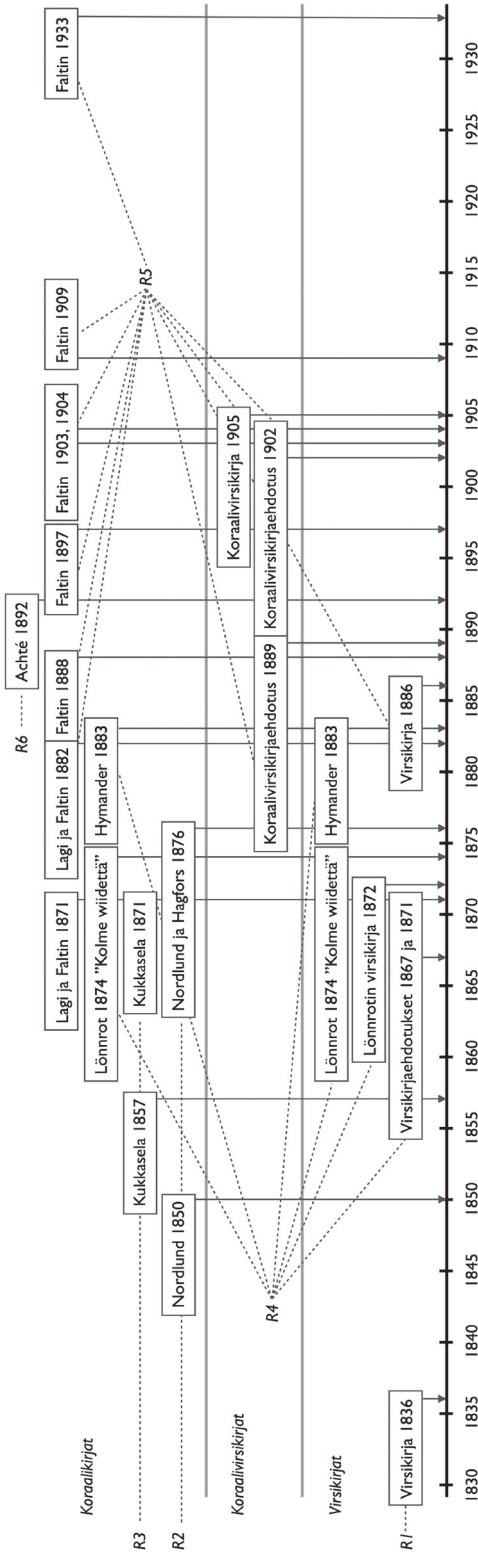 R6
Achté 1892
Lagi ja Faltin 1871
Lagi ja Faltin 1882
Faltin 1888
Faltin 1897
Faltin 1903, 1904
Faltin 1909
Faltin 1933
Koraalikirjat
Lönnrot 1874 ”Kolme wiidettä”
Hymander 1883
R3
Kukkasela 1857
Kukkasela 1871
R5
R2
Nordlund 1850
Nordlund ja Hagfors 1876
Koraalivirsikirjat
Koraalivirsikirja 1905
R4
Koraalivirsikirjaehdotus 1889
Koraalivirsikirjaehdotus 1902
Virsikirjat
Lönnrot 1874 ”Kolme wiidettä”
Hymander 1883
Lönnrotin virsikirja 1872
R1
Virsikirja 1836
Virsikirjaehdotukset 1867 ja 1871
Virsikirja 1886
1830 1835 1840 1845 1850 1855 1860 1865 1870 1875 1880 1885 1890 1895 1900 1905 1910 1915 1920 1925 1930